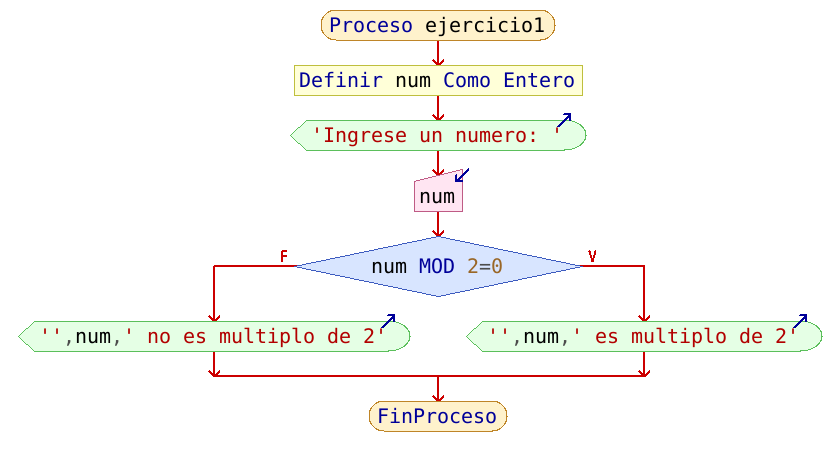 Proceso ejercicio1
Definir num Como Entero
'Ingrese un numero: '
num
F
num MOD 2=0
V
'',num,' no es multiplo de 2'
'',num,' es multiplo de 2'
FinProceso